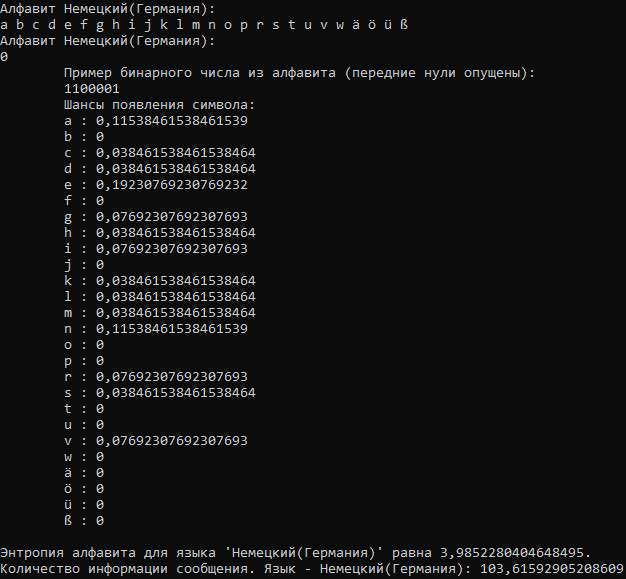 Алфавит Немецкий(Германия):
a b c d e f g h i j k l m n o p r s t u v w ä ö ü ß
Алфавит Немецкий(Германия):
0
Пример бинарного числа из алфавита (передние нули опущены):
1100001
Шансы появления символа:
a : 0,11538461538461539
b : 0
c : 0,038461538461538464
d : 0,038461538461538464
e : 0,19230769230769232
f : 0
g : 0,07692307692307693
h : 0,038461538461538464
i : 0,07692307692307693
j : 0
k : 0,038461538461538464
l : 0,038461538461538464
m : 0,038461538461538464
n : 0,11538461538461539
o : 0
p : 0
r : 0,07692307692307693
s : 0,038461538461538464
t : 0
u : 0
v : 0,07692307692307693
w : 0
ä : 0
ö : 0
ü : 0
ß : 0
Энтропия алфавита для языка 'Немецкий(Германия)' равна 3,9852280404648495.
Количество информации сообщения. Язык - Немецкий(Германия): 103,61592905208609